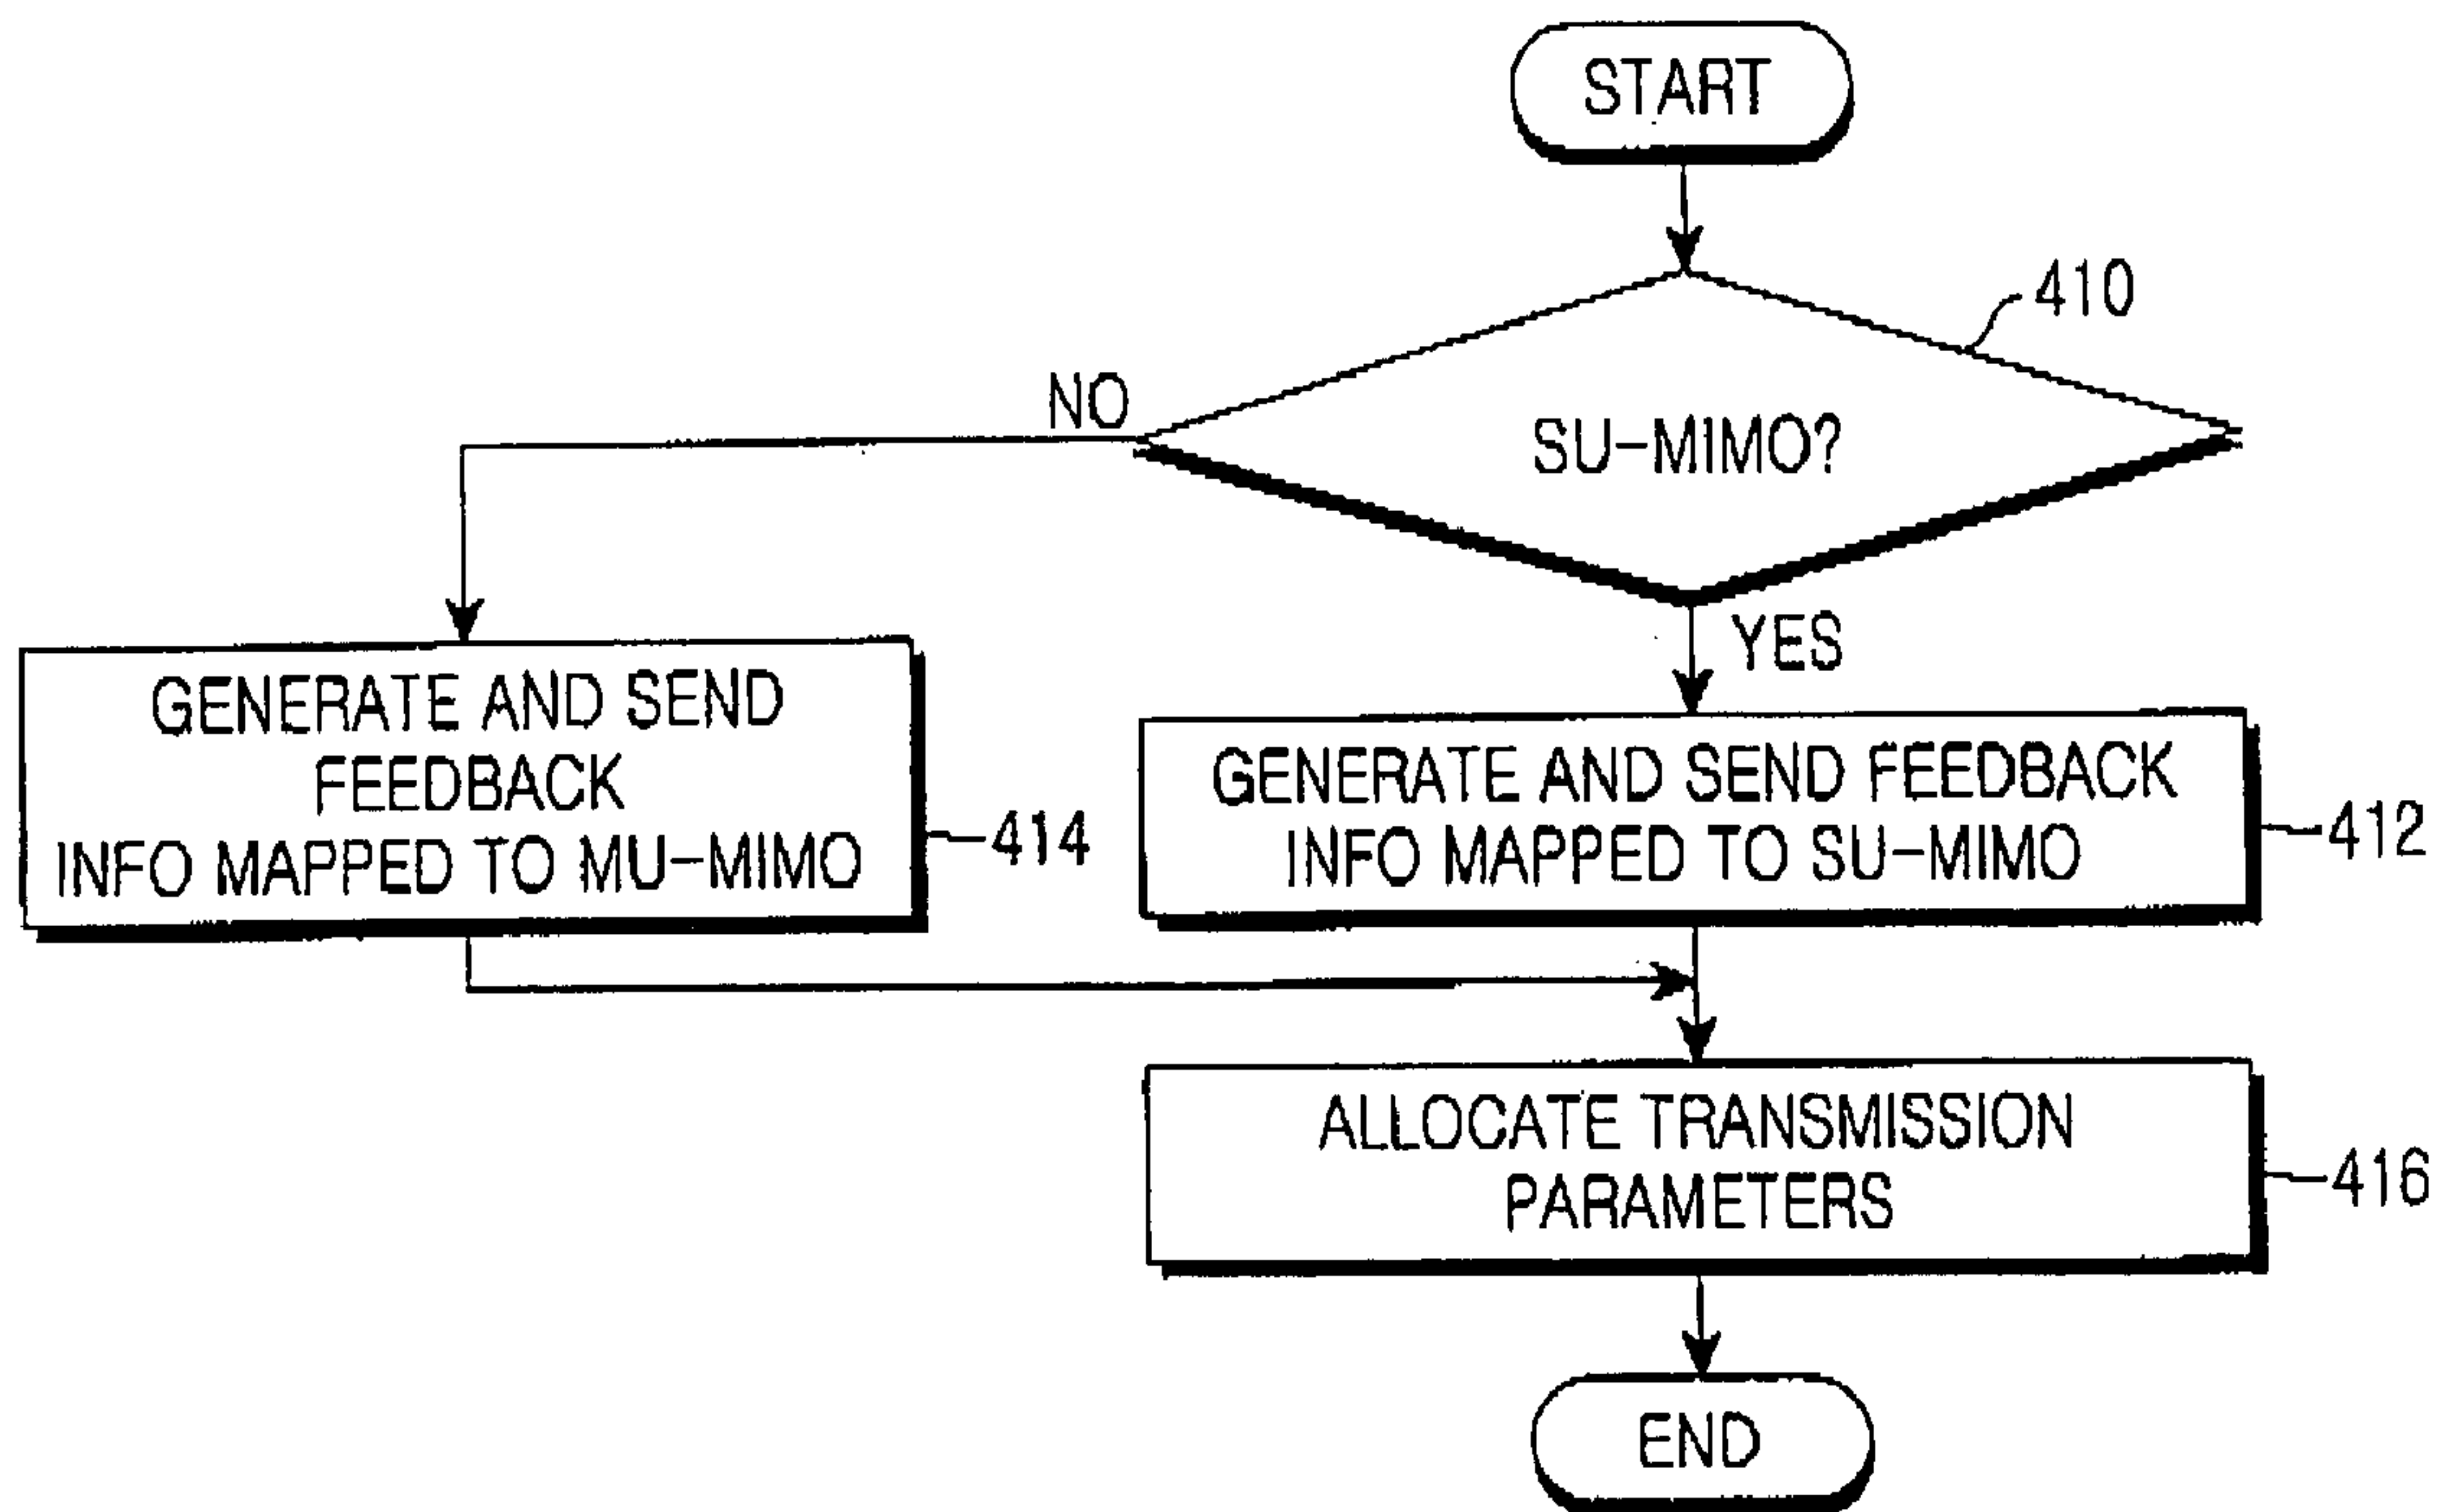 START
410
SU-MIMO?
NO
YES
GENERATE AND SEND
FEEDBACK
INFO MAPPED TO MU-MIMO
414
GENERATE AND SEND FEEDBACK
INFO MAPPED TO SU-MIMO
412
ALLOCATE TRANSMISSION
PARAMETERS
416
END